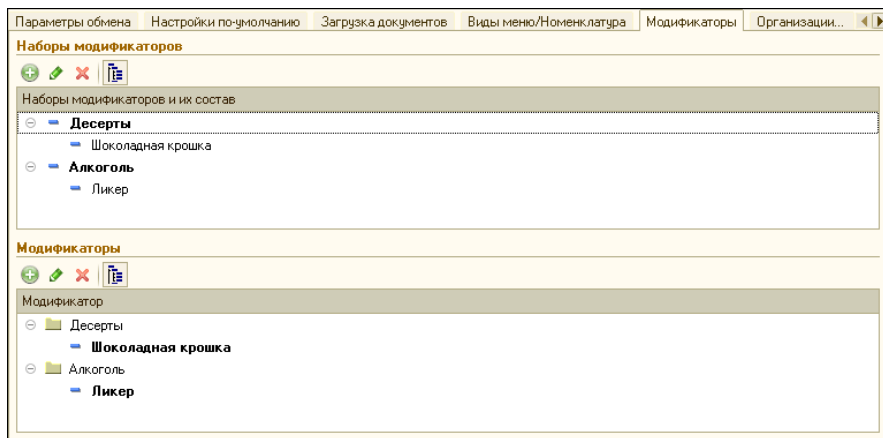 Параметры обмена Настройки по-умолчанию Загрузка документов Виды меню/Номенклатура Модификаторы Организации...
Наборы модификаторов
Наборы модификаторов и их состав
Десерты
Шоколадная крошка
Алкоголь
Ликер
Модификаторы
Модификатор
Десерты
Шоколадная крошка
Алкоголь
Ликер